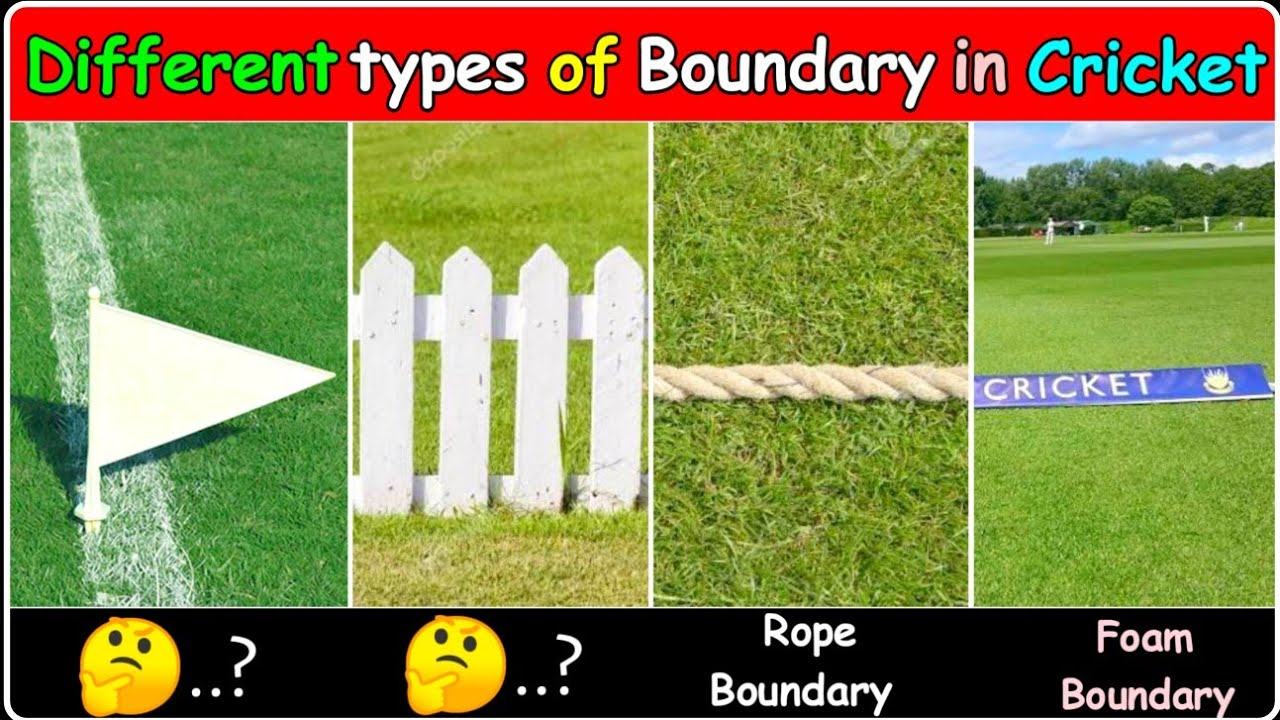 Different types of Boundary in Cricket
CRICKET
..?
..?
Rope
Boundary
Foam
Boundary